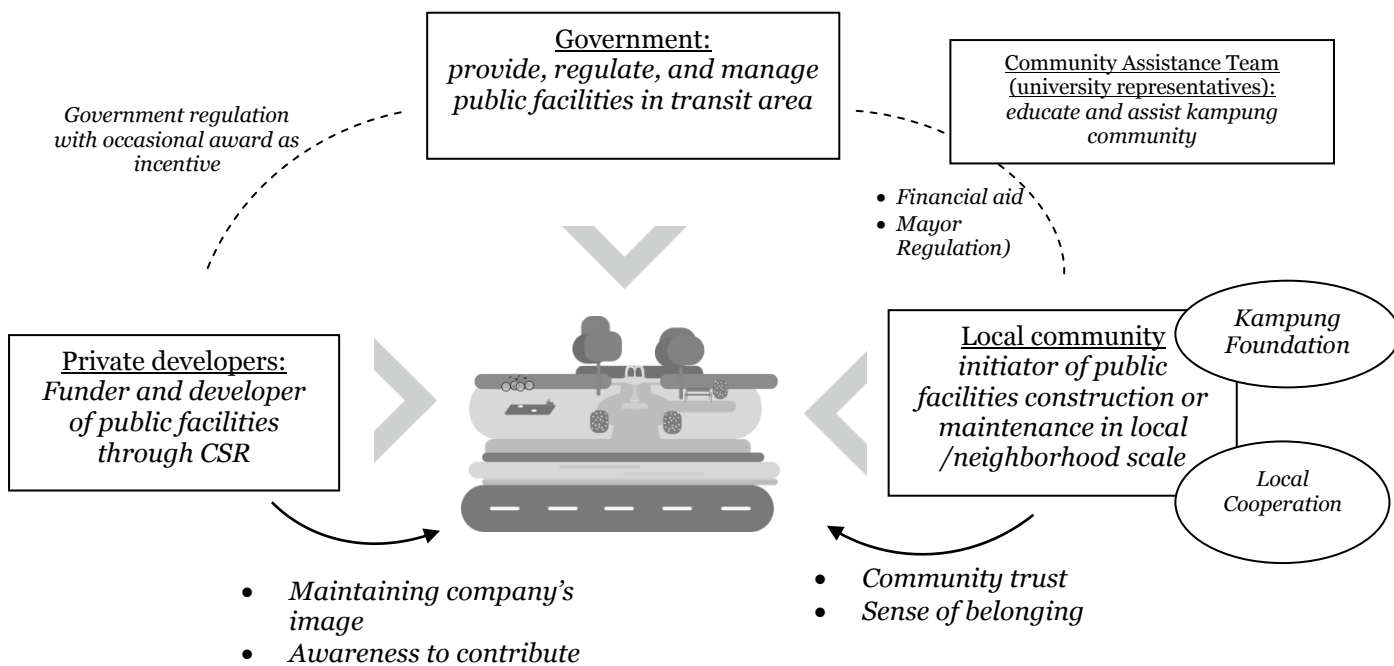 Government:
provide, regulate, and manage
public facilities in transit area
Community Assistance Team
(university representatives):
educate and assist kampung
community
Government regulation
with occasional award as
incentive
• Financial aid
• Mayor
Regulation)
Private developers:
Funder and developer
of public facilities
through CSR
Local community
initiator of public
facilities construction or
maintenance in local
/neighborhood scale
Kampung
Foundation
Local
Cooperation
• Maintaining company's
image
• Awareness to contribute
• Community trust
• Sense of belonging